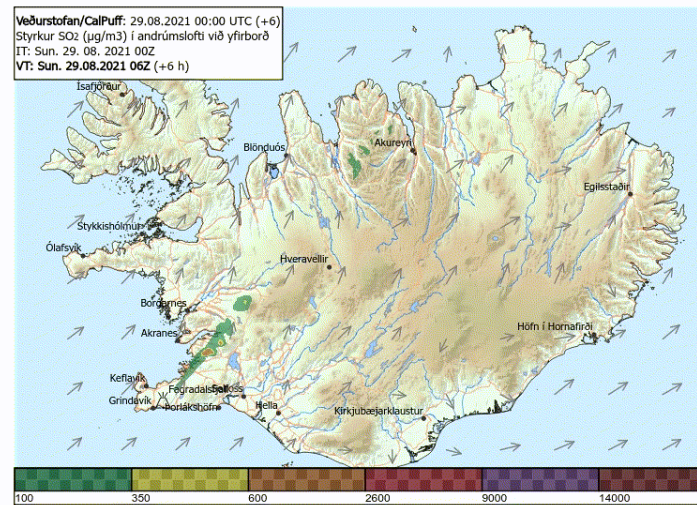 Veðurstofan/CalPuff: 29.08.2021 00:00 UTC (+6)
Styrkur SO2 (µg/m3) í andrúmslofti við yfirborð
IT: Sun. 29. 08. 2021 00Z
VT: Sun. 29.08.2021 06Z (+6 h)
Ísafjörður
Blönduós
Akureyri
Egilsstaðir
Stykkishólmur
Ólafsvík
Hveravellir
Borgarnes
Akranes
Höfn í Hornafirði
Keflavík
Fagradalsfjall
Selfoss
Grindavík
Þorlákshöfn
Hella
Kirkjubæjarklaustur
100 350 600 2600 9000 14000